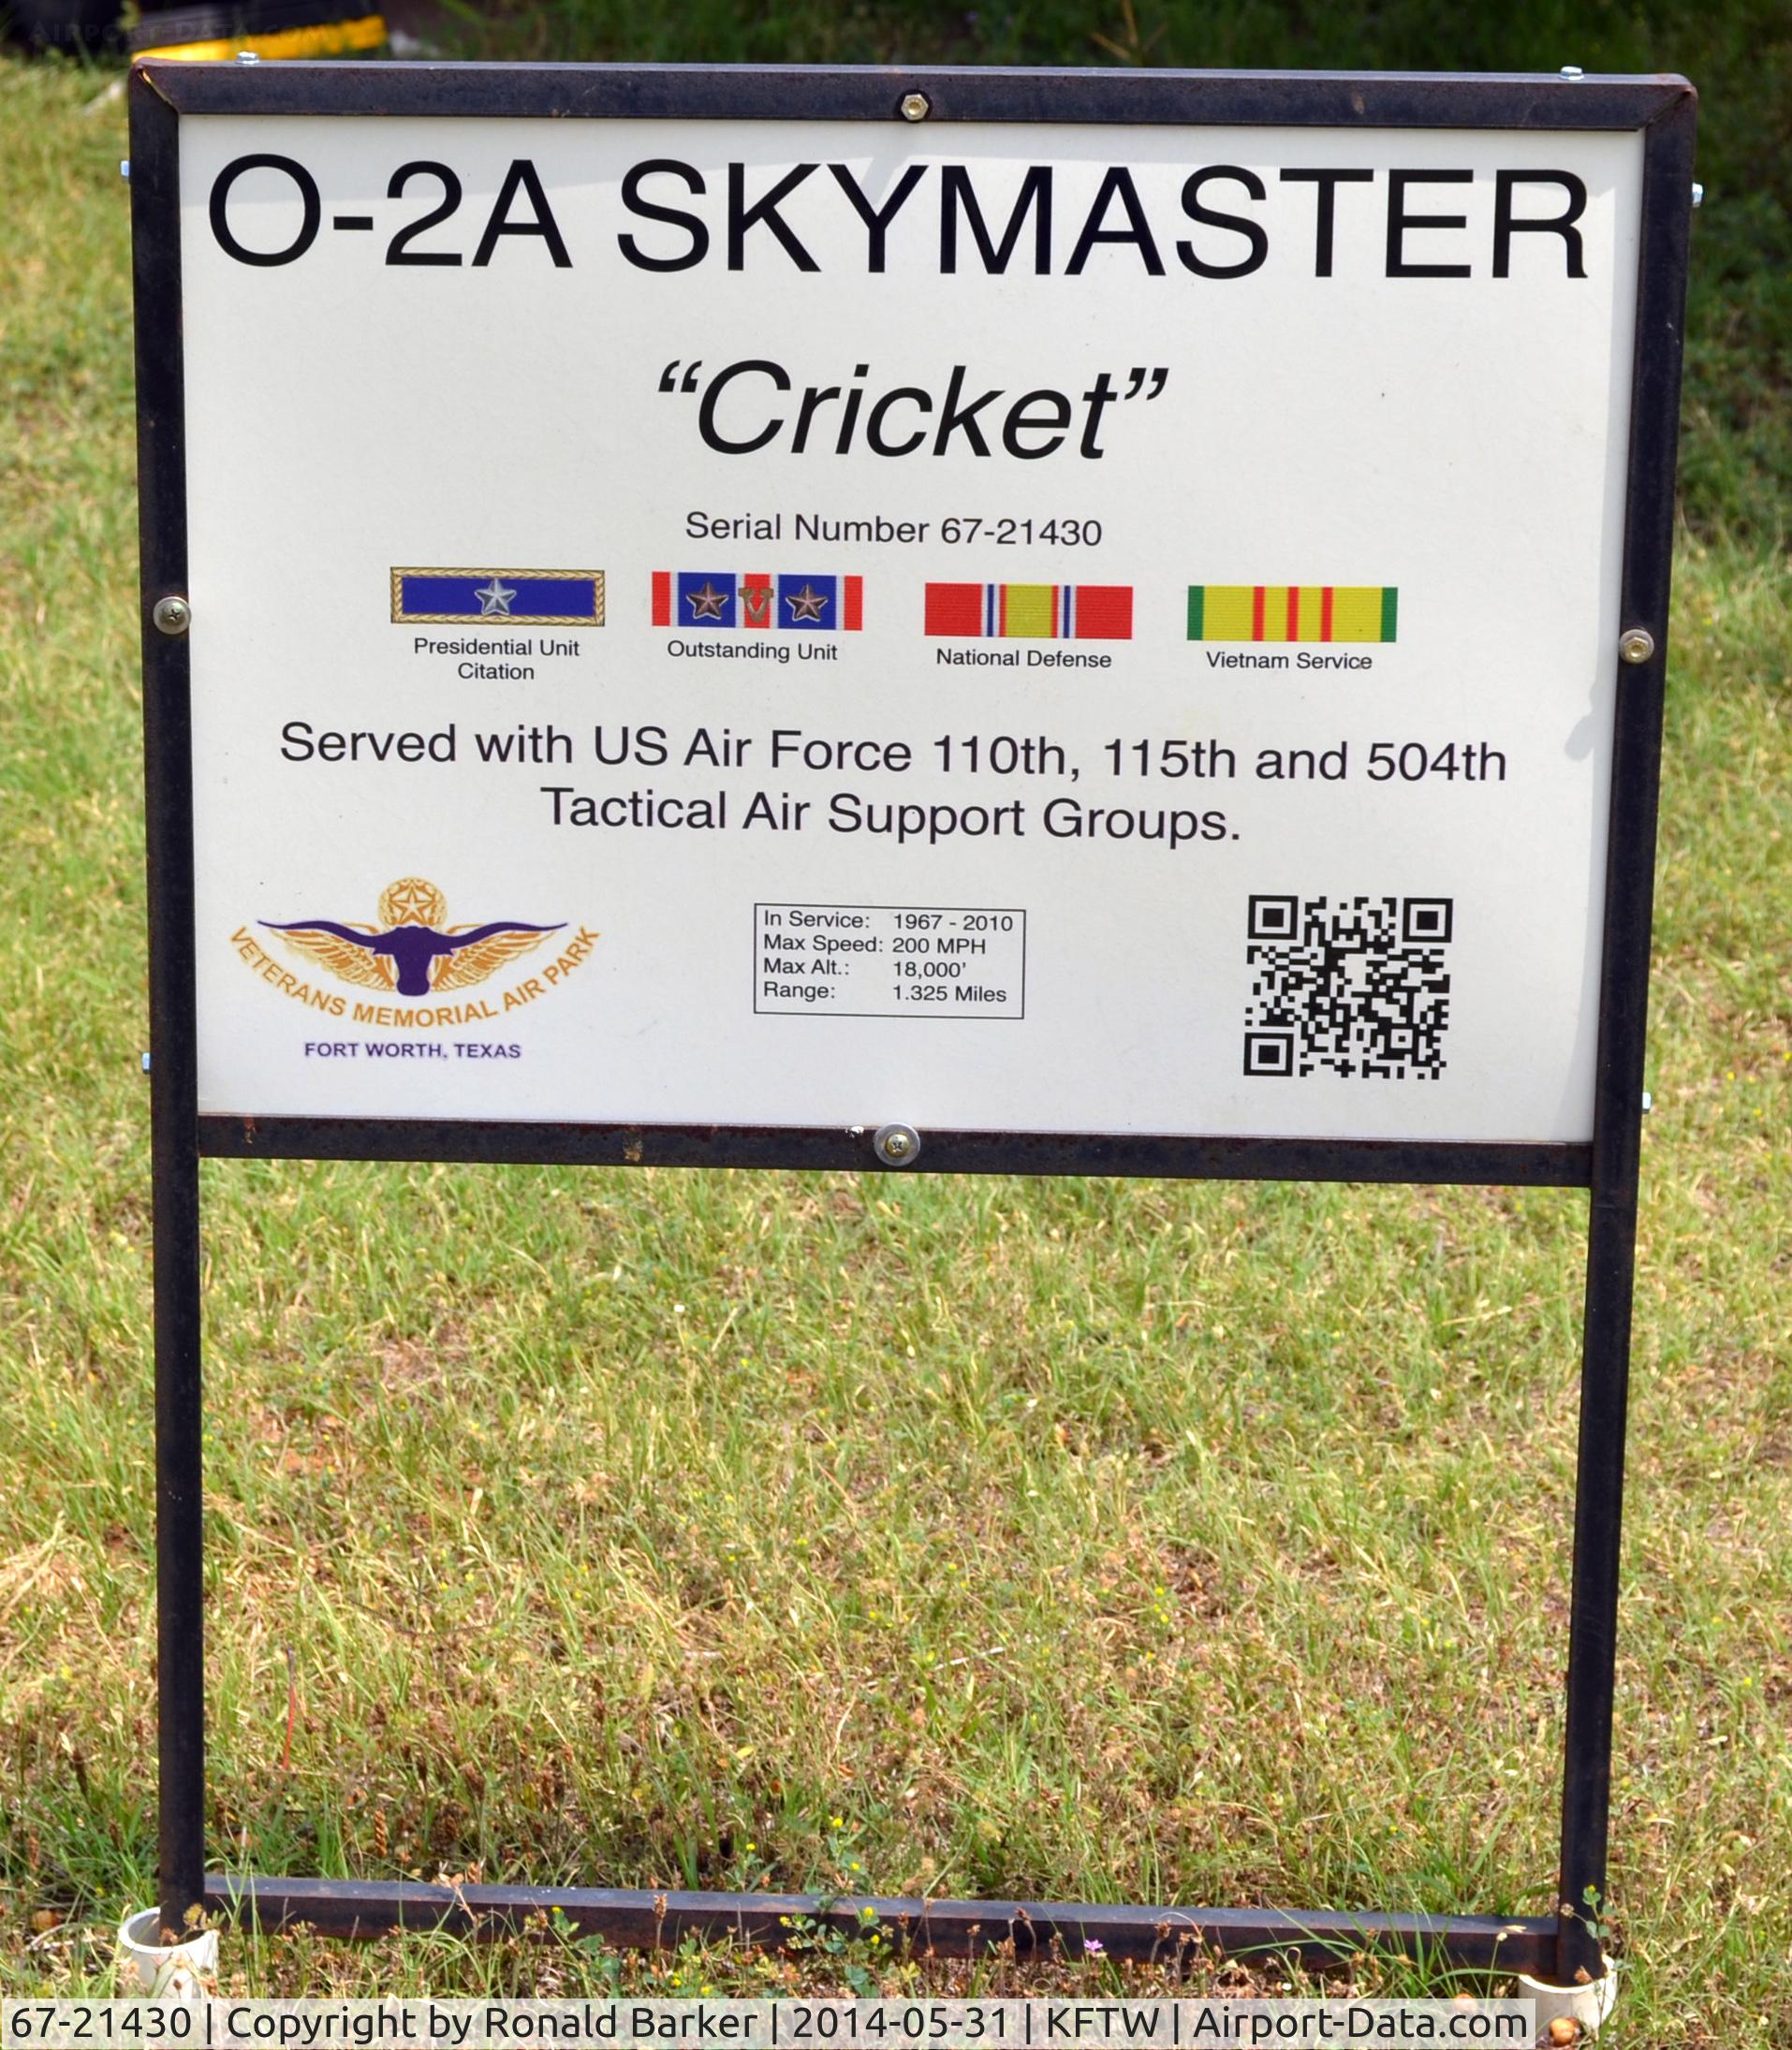 AIRPORT-DATA.COM
O-2A SKYMASTER
“Cricket”
Serial Number 67-21430
Presidential Unit
Citation
Outstanding Unit
National Defense
Vietnam Service
Served with US Air Force 110th, 115th and 504th
Tactical Air Support Groups.
VETERANS MEMORIAL AIR PARK
FORT WORTH, TEXAS
In Service: 1967 - 2010
Max Speed: 200 MPH
Max Alt.: 18,000'
Range: 1.325 Miles
67-21430 | Copyright by Ronald Barker | 2014-05-31 | KFTW | Airport-Data.com